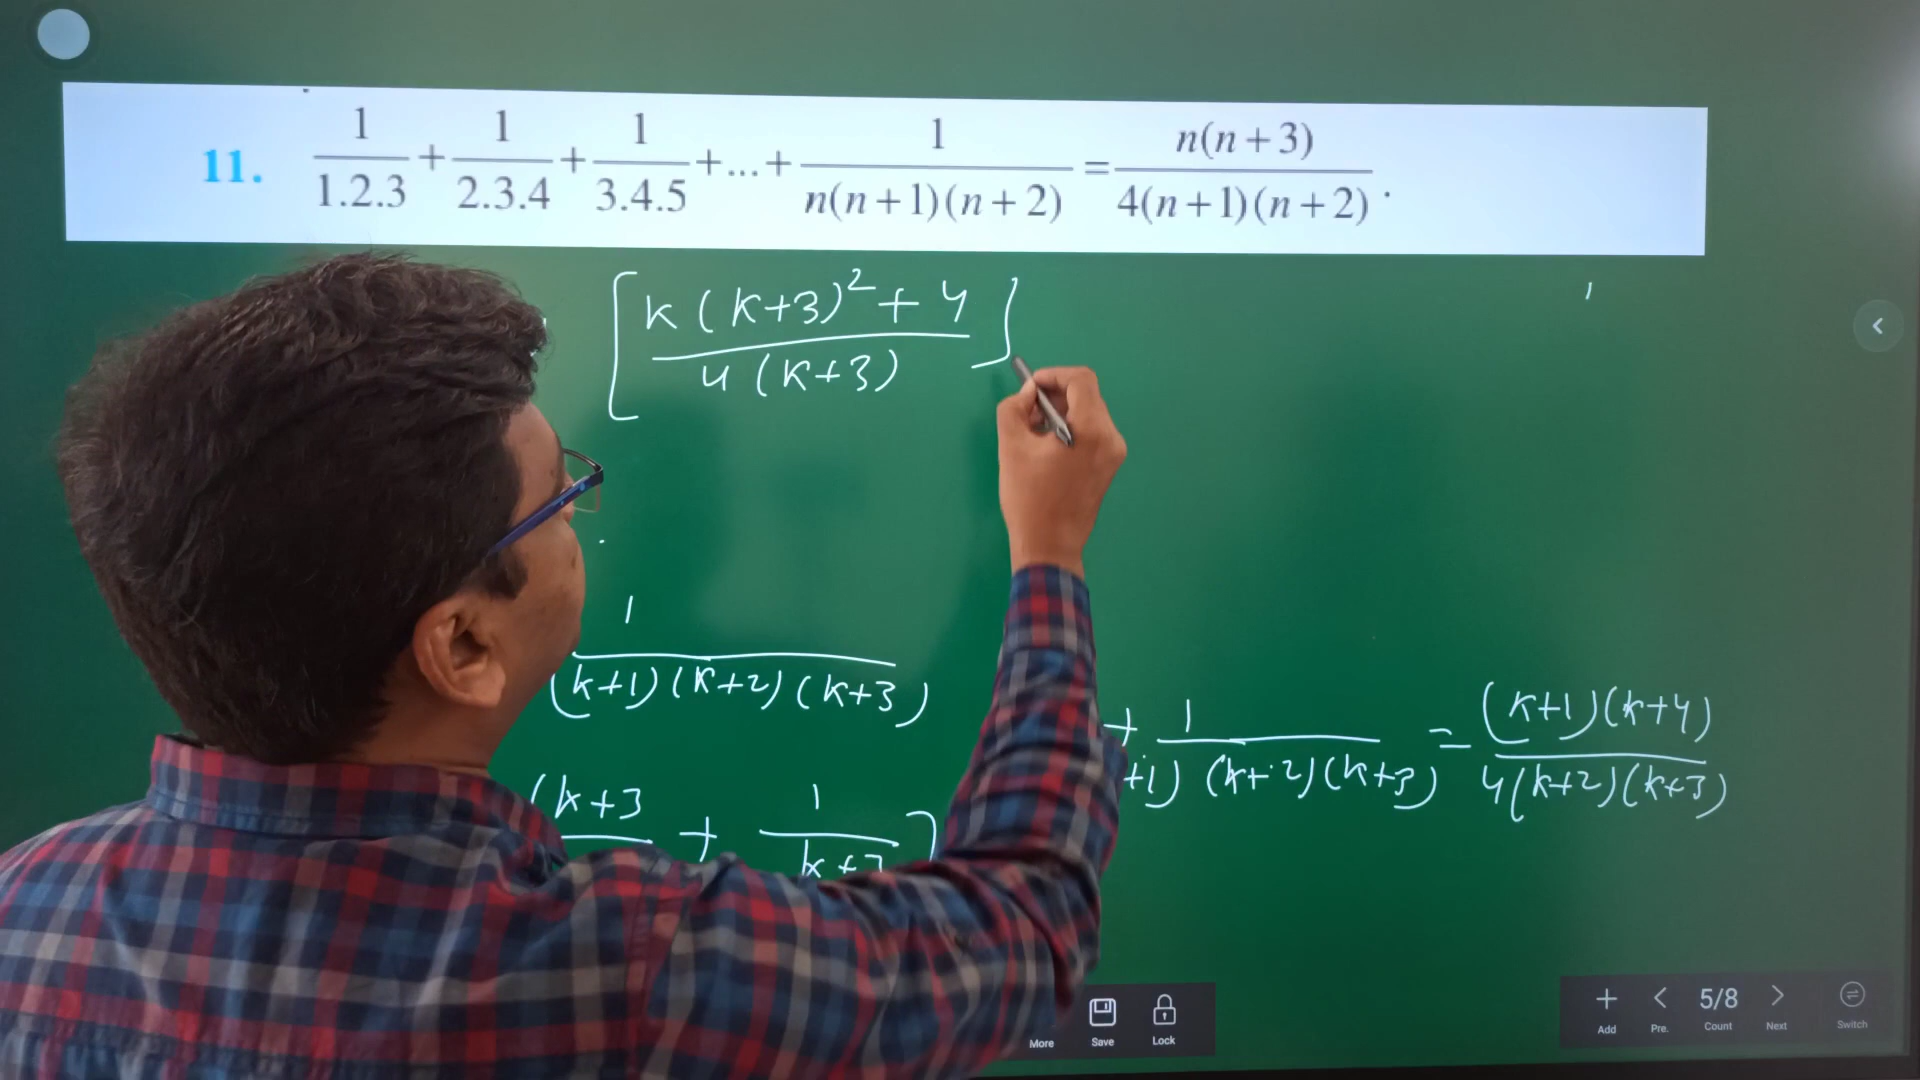 11. 1/1.2.3 + 1/2.3.4 + 1/3.4.5 +...+ 1/n(n+1)(n+2) = n(n+3)/4(n+1)(n+2) .
[k(k+3)²+4 / 4(k+3)]
1
1/(k+1)(k+2)(k+3)
+ 1/+1)(k+2)(k+3) = (k+1)(k+4)/4(k+2)(k+3)
(k+3 + 1/k+3]
More Save Lock
+ < 5/8 >
Add Pre. Count Next Switch